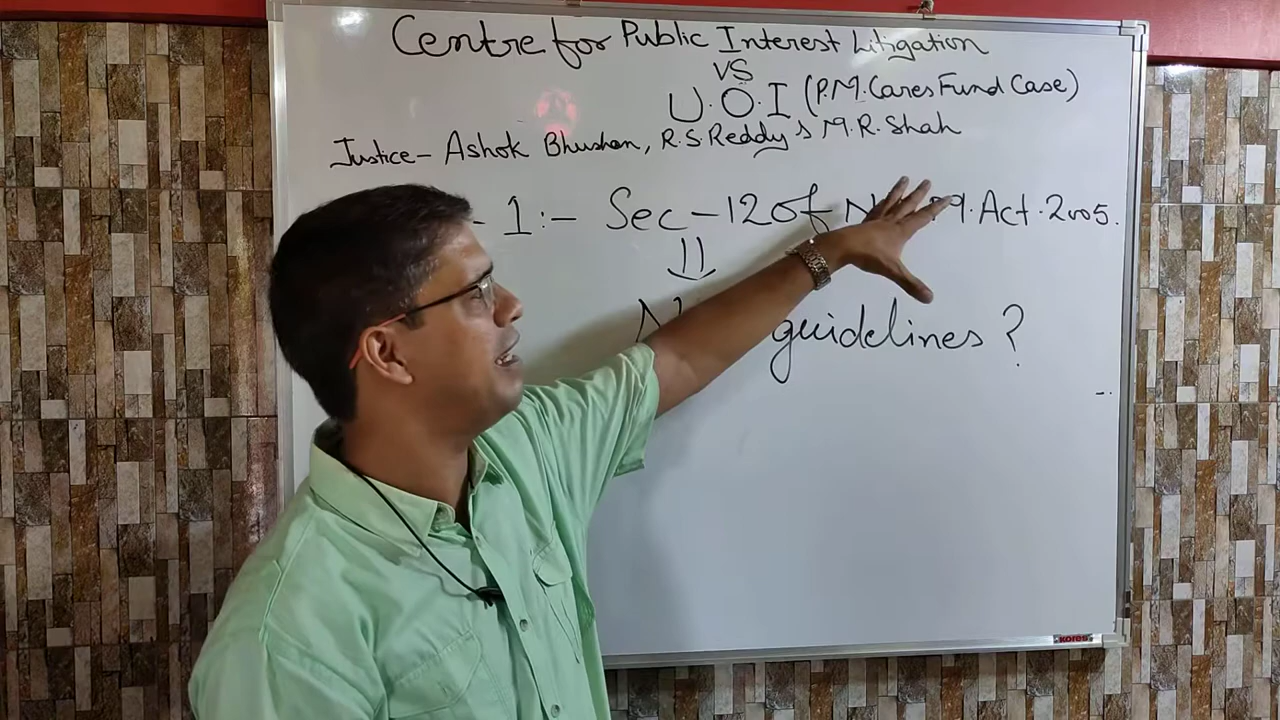 Centre for Public Interest Litigation
VS
U.O.I (P.M.Cares Fund Case)
Justice- Ashok Bhushan, R.S.Reddy & M.R.Shah
- 1:- Sec-12 of Act.2005.
guidelines ?
KORES